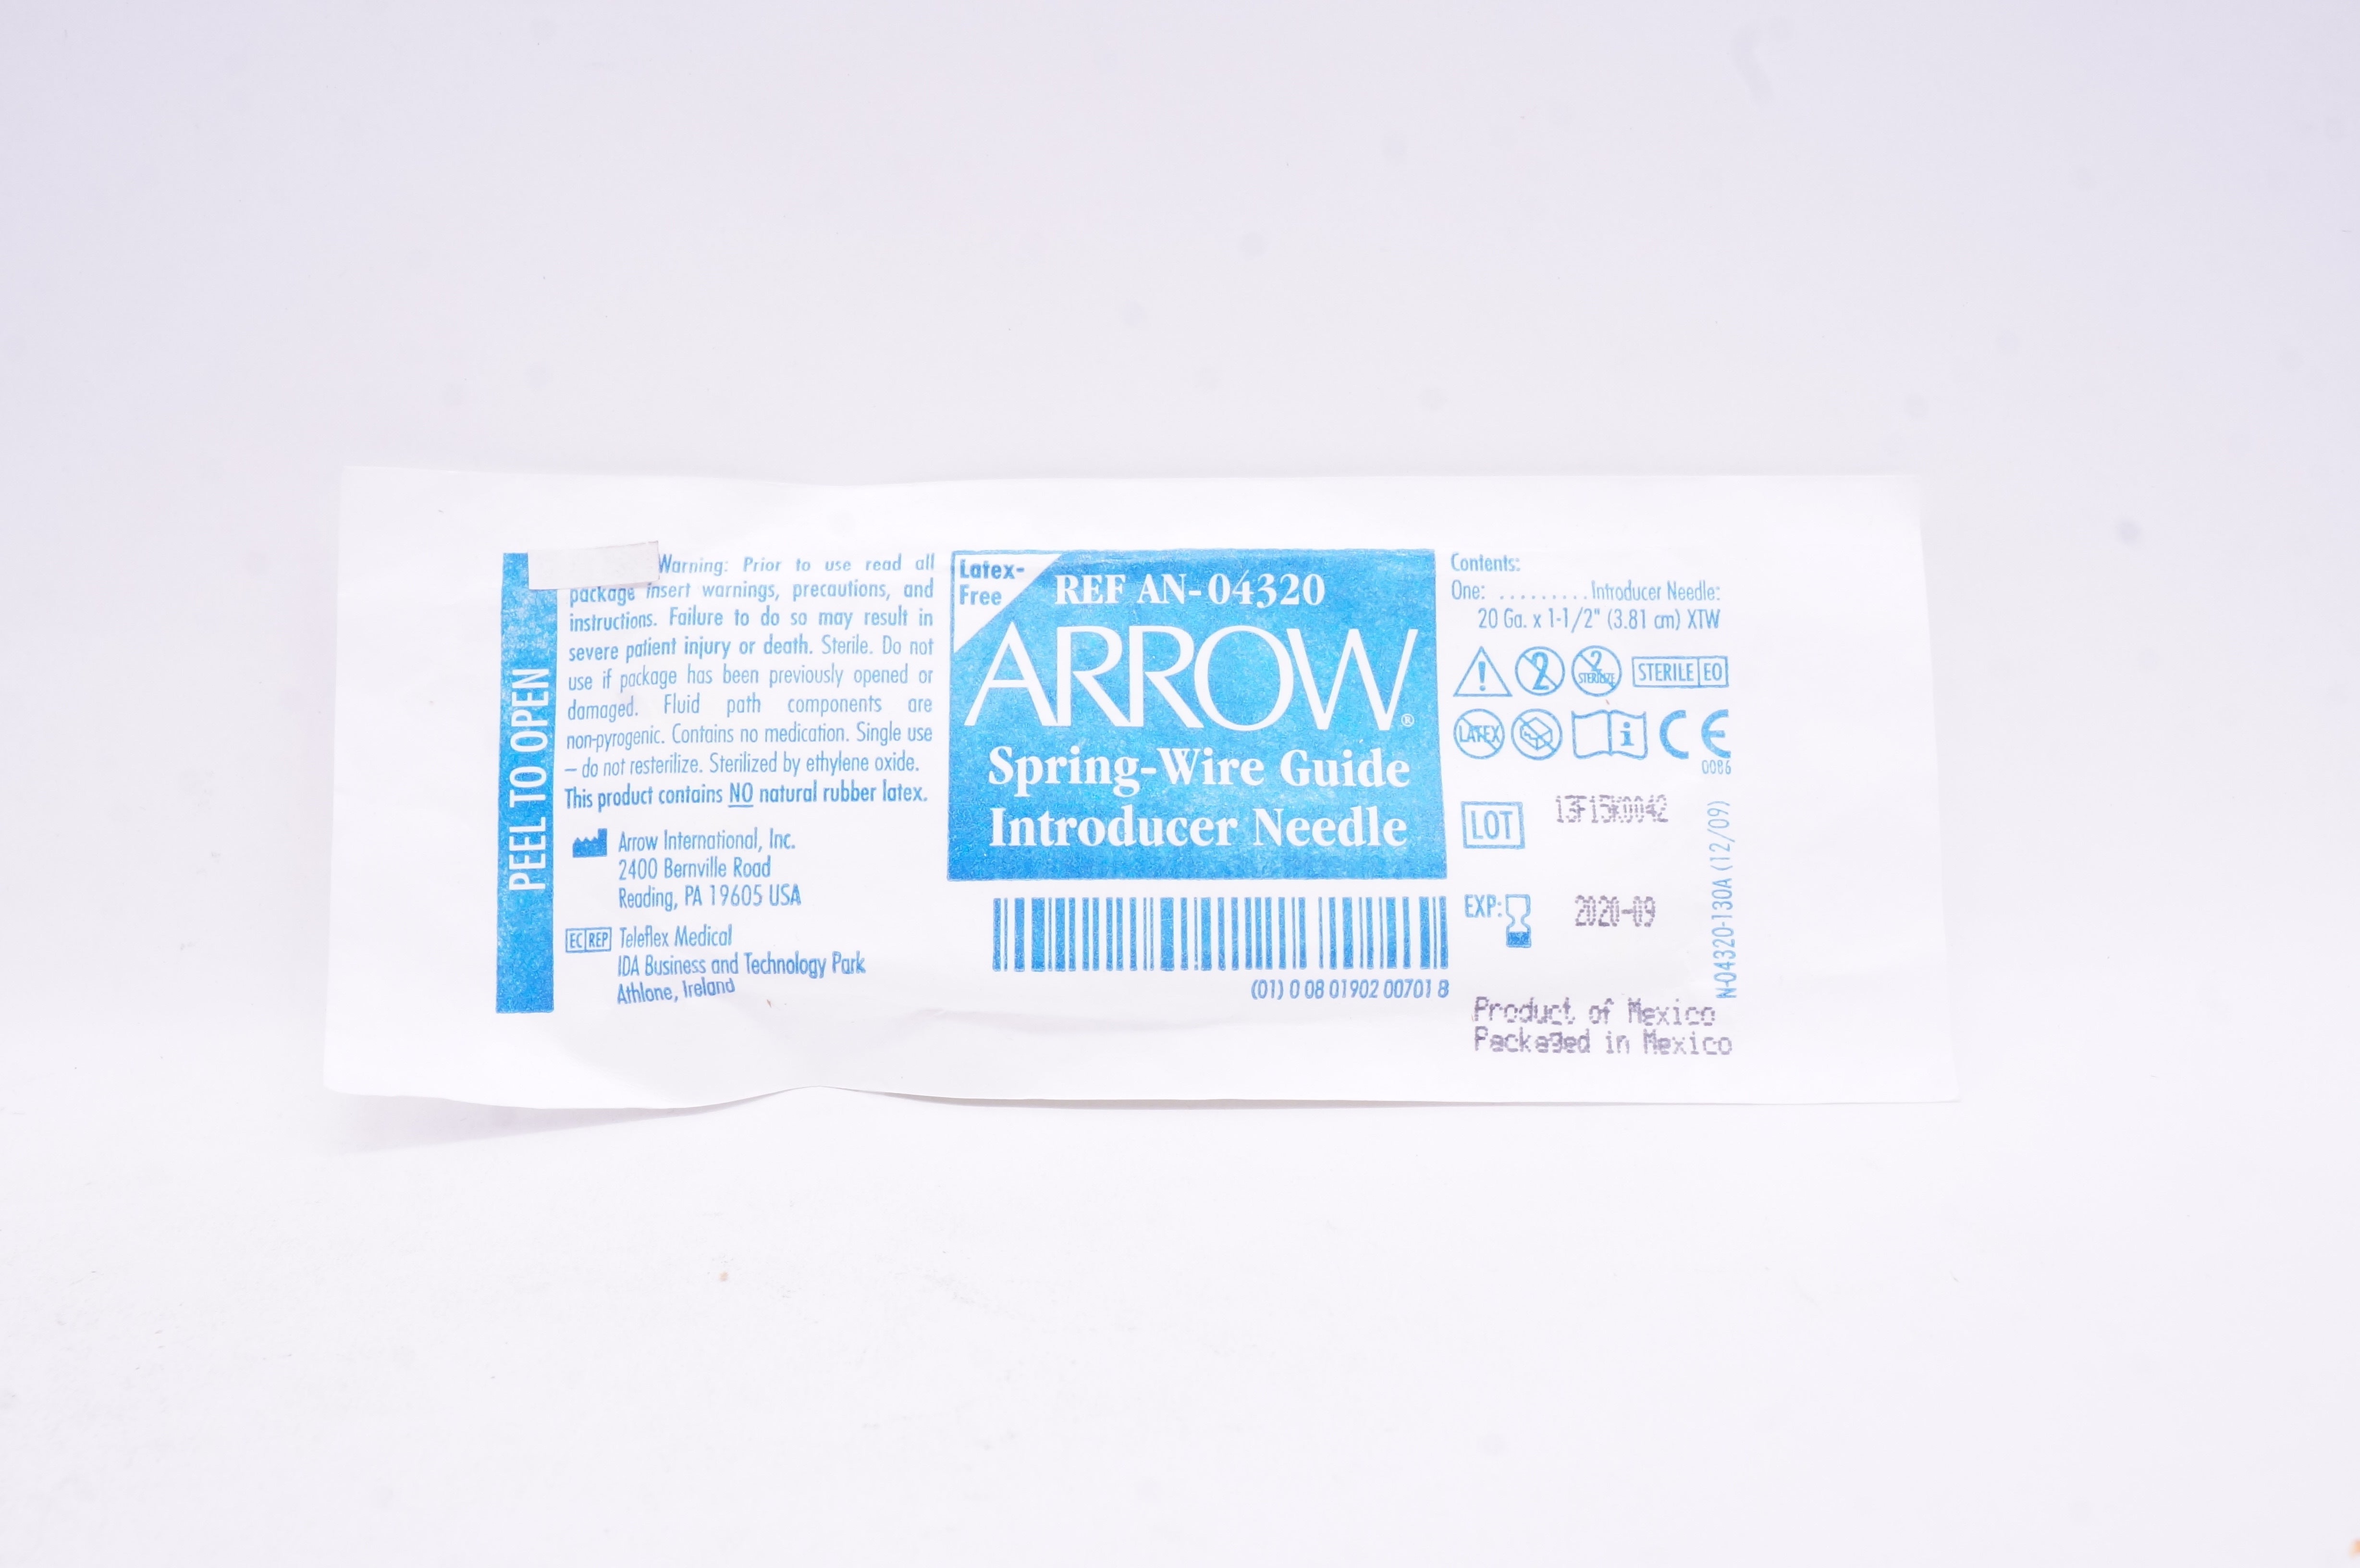 PEEL TO OPEN
Warning: Prior to use read all
package insert warnings, precautions, and
instructions. Failure to do so may result in
severe patient injury or death. Sterile. Do not
use if package has been previously opened or
damaged. Fluid path components are
non-pyrogenic. Contains no medication. Single use
– do not resterilize. Sterilized by ethylene oxide.
This product contains NO natural rubber latex.
Arrow International, Inc.
2400 Bernville Road
Reading, PA 19605 USA
EC REP Teleflex Medical
IDA Business and Technology Park
Athlone, Ireland
Latex-
Free
REF AN-04320
ARROW®
Spring-Wire Guide
Introducer Needle
(01) 0 08 01902 00701 8
Contents:
One: ......... Introducer Needle:
20 Ga. x 1-1/2" (3.81 cm) XTW
2
2 STERILIZE
STERILE EO
LATEX
i
CE
0086
LOT 13F15K0042
EXP: 2020-09
N-04320-130A (12/09)
Product of Mexico
Packaged in Mexico